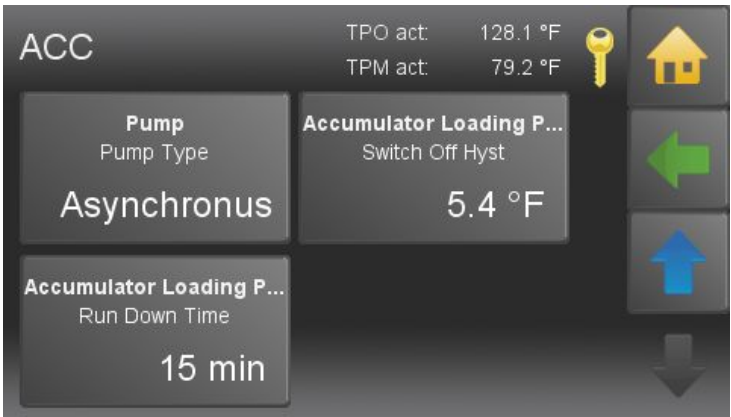 ACC
TPO act: 128.1 °F
TPM act: 79.2 °F
Pump
Pump Type
Asynchronus
Accumulator Loading P...
Switch Off Hyst
5.4 °F
Accumulator Loading P...
Run Down Time
15 min